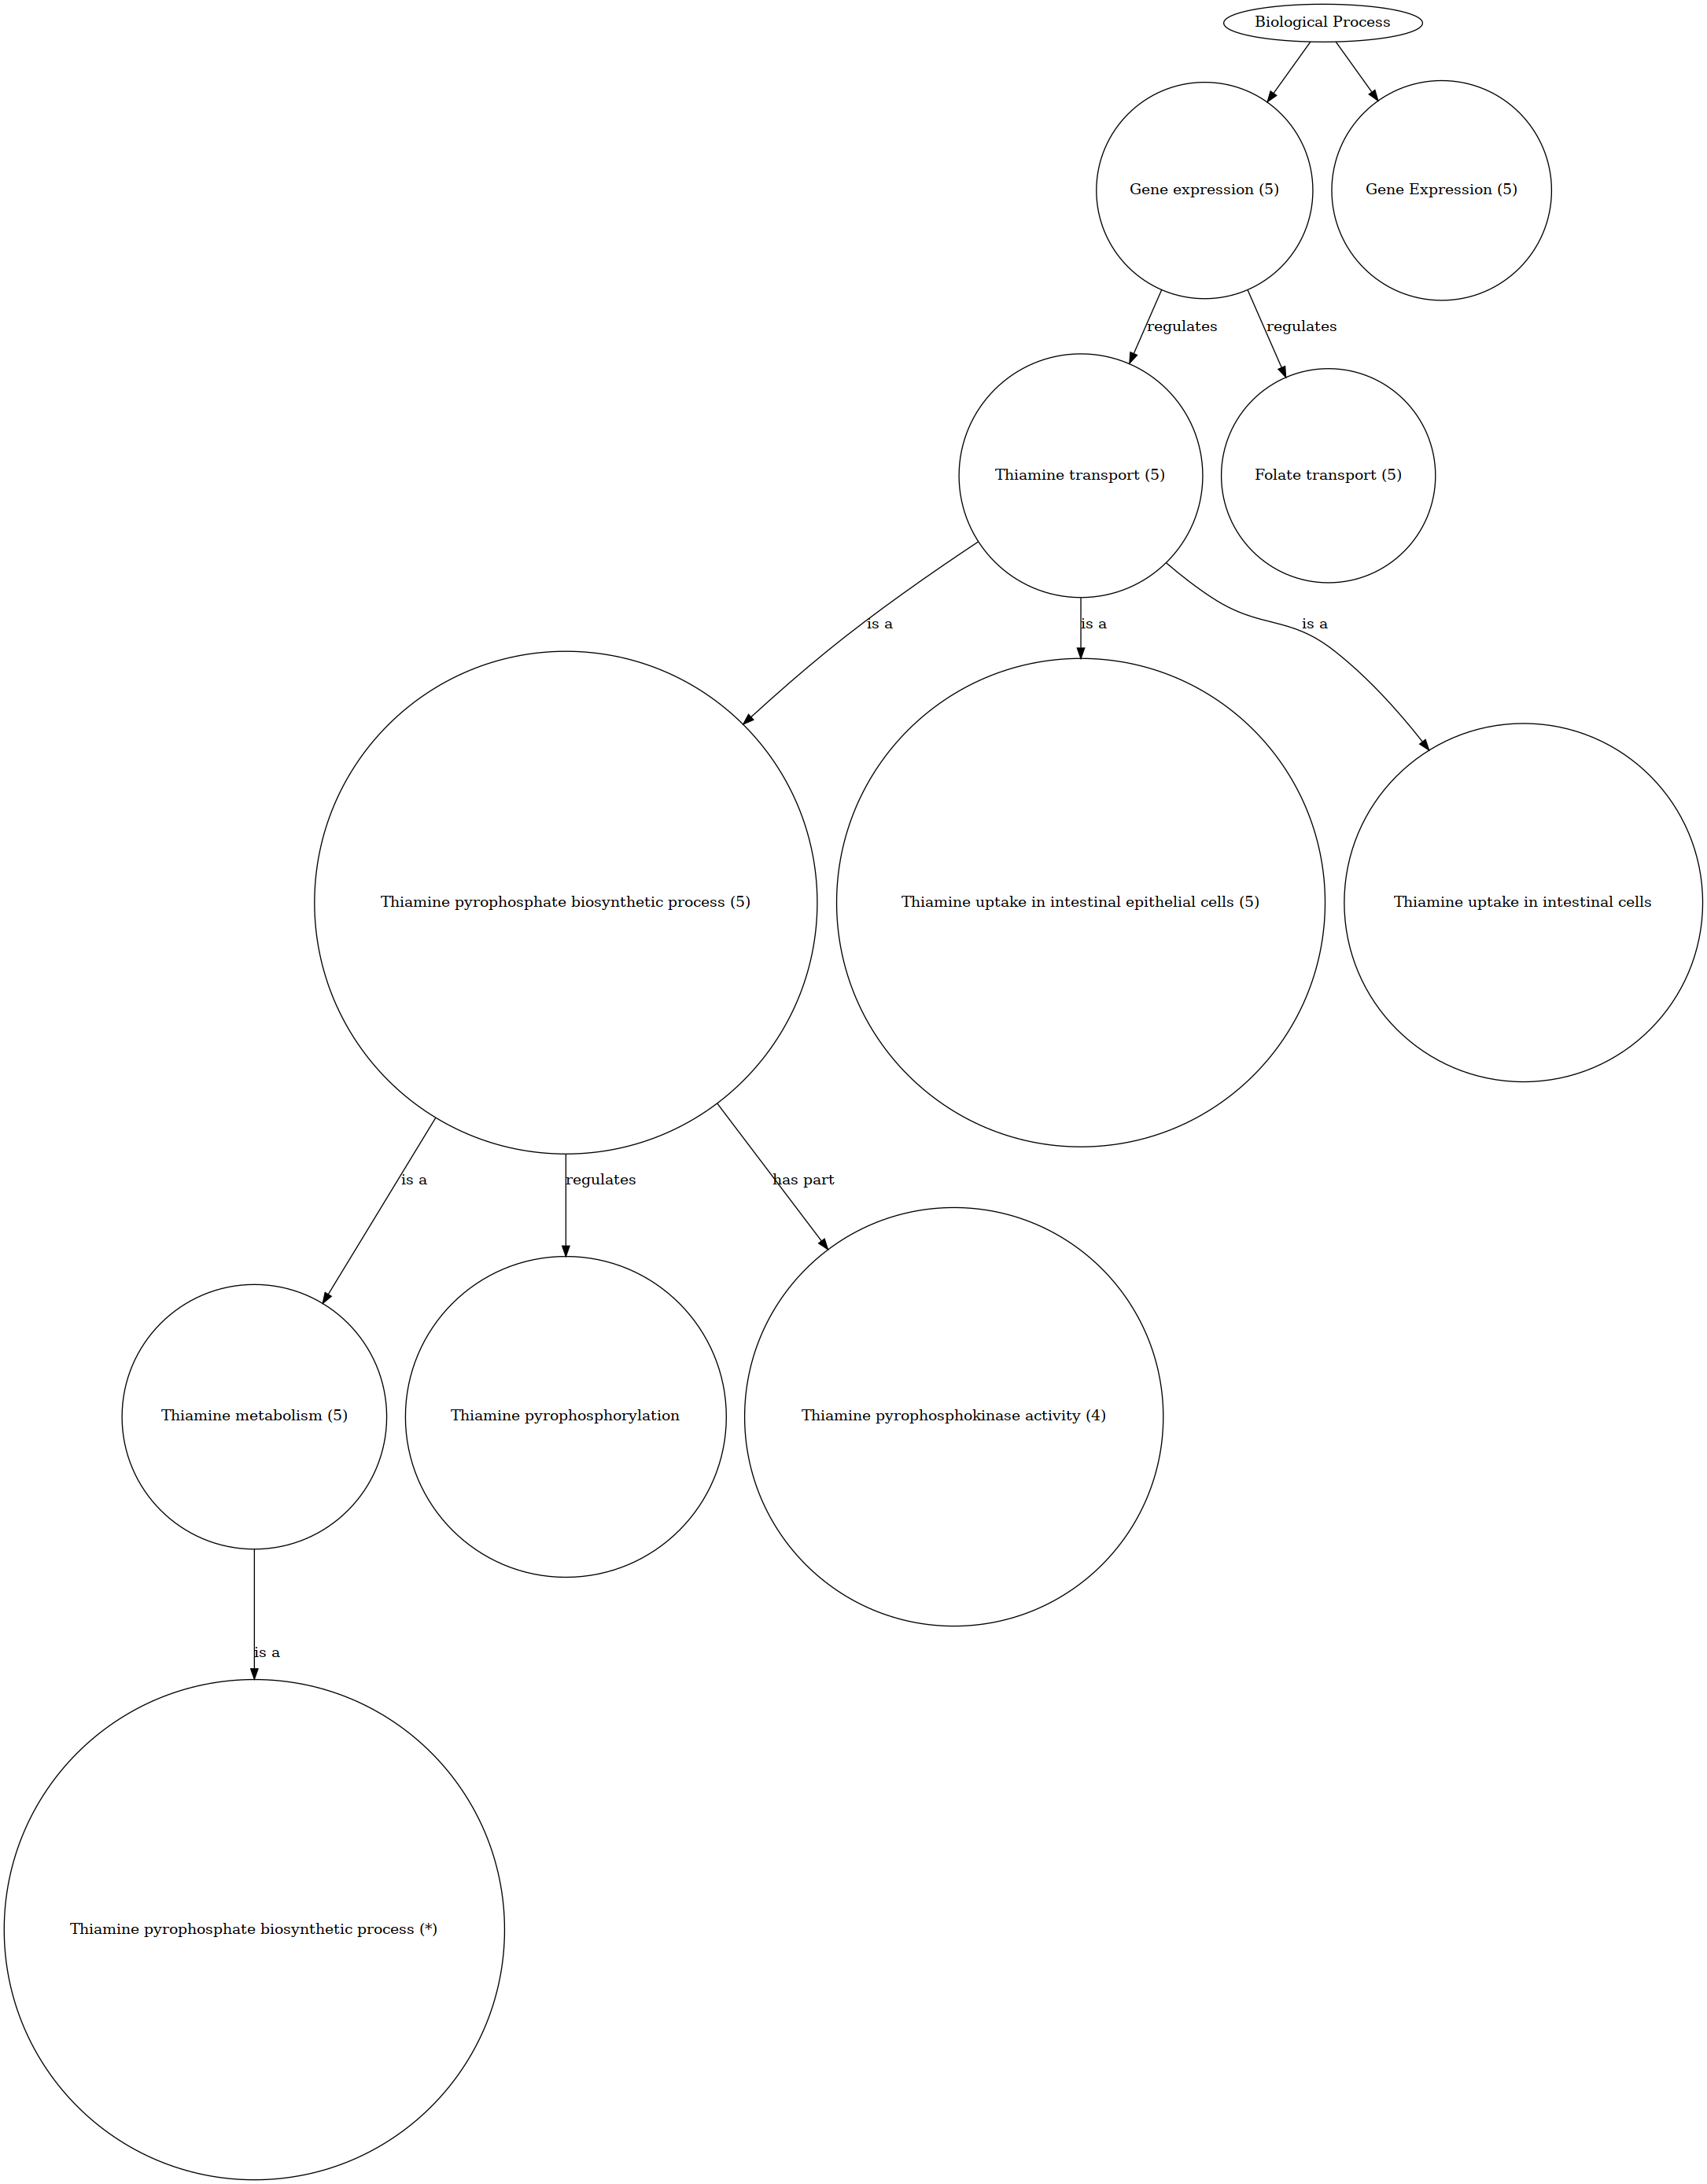 Biological Process
Gene expression (5)
Gene Expression (5)
regulates
regulates
Thiamine transport (5)
Folate transport (5)
is a
is a
is a
Thiamine pyrophosphate biosynthetic process (5)
Thiamine uptake in intestinal epithelial cells (5)
Thiamine uptake in intestinal cells
is a
regulates
has part
Thiamine metabolism (5)
Thiamine pyrophosphorylation
Thiamine pyrophosphokinase activity (4)
is a
Thiamine pyrophosphate biosynthetic process (*)